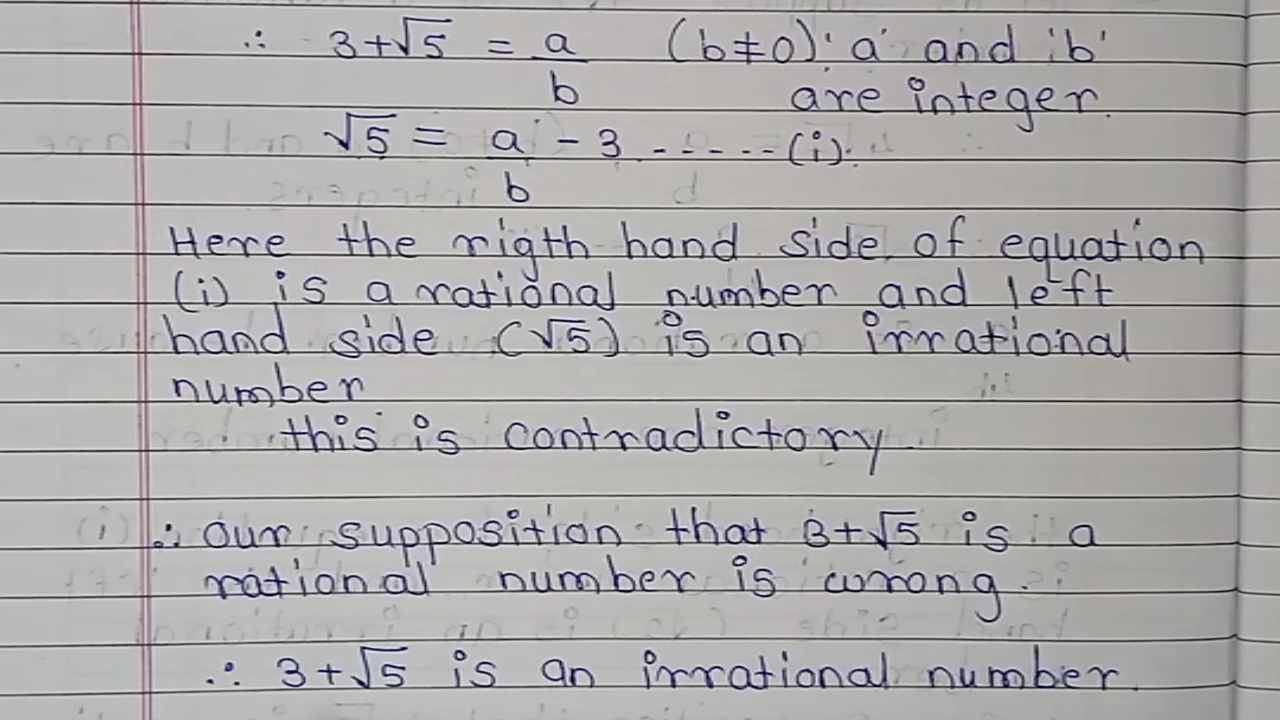 ∴ 3+√5 = a/b (b≠0) 'a' and 'b'
are integer.
√5 = a/b - 3 ------(i).
Here the rigth hand side of equation
(i) is a rational number and left
hand side (√5) is an irrational
number
this is contradictory
∴ our supposition that 3+√5 is a
rational number is wrong.
∴ 3+√5 is an irrational number.